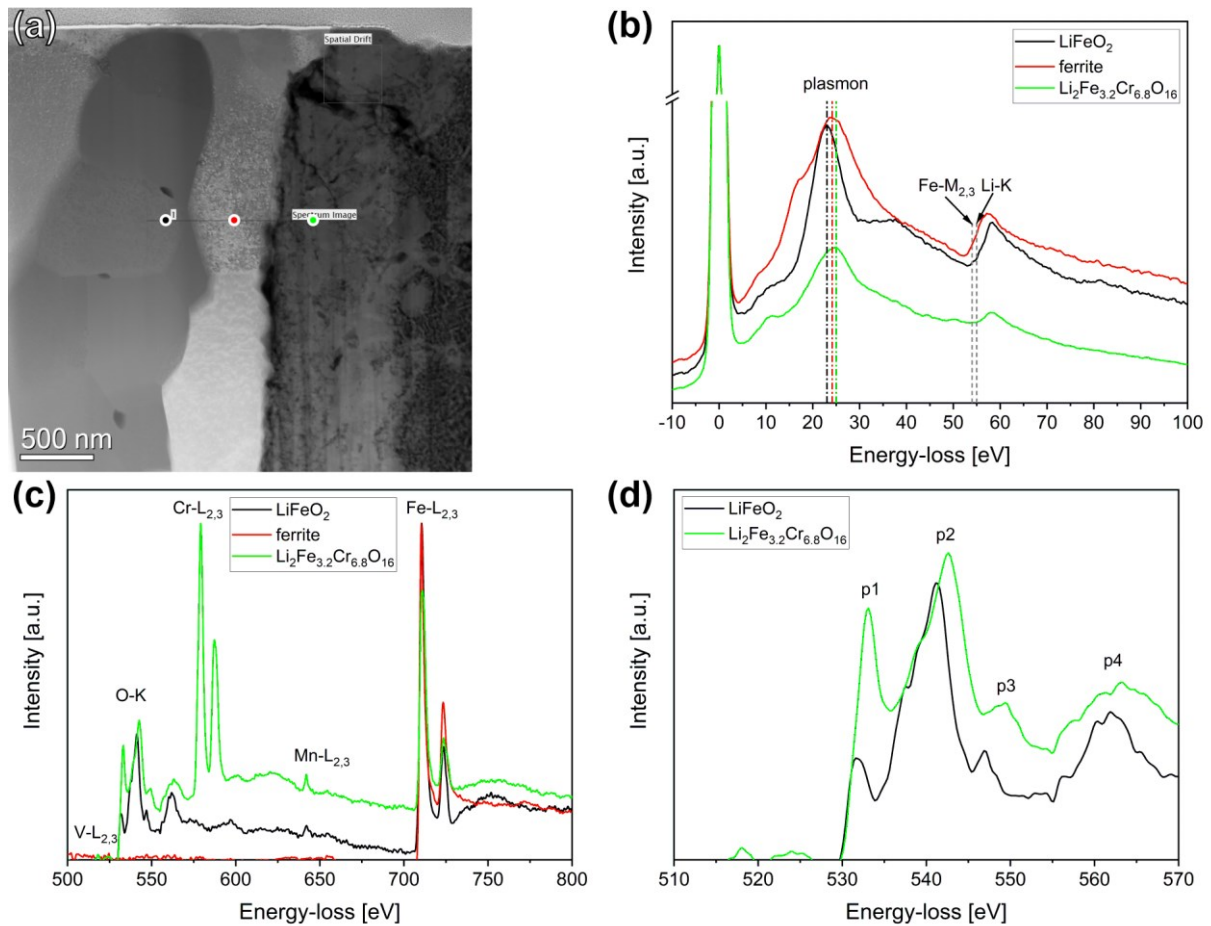 (a)
Spatial Drift
Spectrum Image
500 nm
(b)
LiFeO₂
ferrite
Li₂Fe₃.₂Cr₆.₈O₁₆
plasmon
Fe-M₂,₃ Li-K
Intensity [a.u.]
-10 0 10 20 30 40 50 60 70 80 90 100
Energy-loss [eV]
(c)
LiFeO₂
ferrite
Li₂Fe₃.₂Cr₆.₈O₁₆
Cr-L₂,₃
Fe-L₂,₃
O-K
Mn-L₂,₃
V-L₂,₃
Intensity [a.u.]
500 550 600 650 700 750 800
Energy-loss [eV]
(d)
LiFeO₂
Li₂Fe₃.₂Cr₆.₈O₁₆
p1
p2
p3
p4
Intensity [a.u.]
510 520 530 540 550 560 570
Energy-loss [eV]